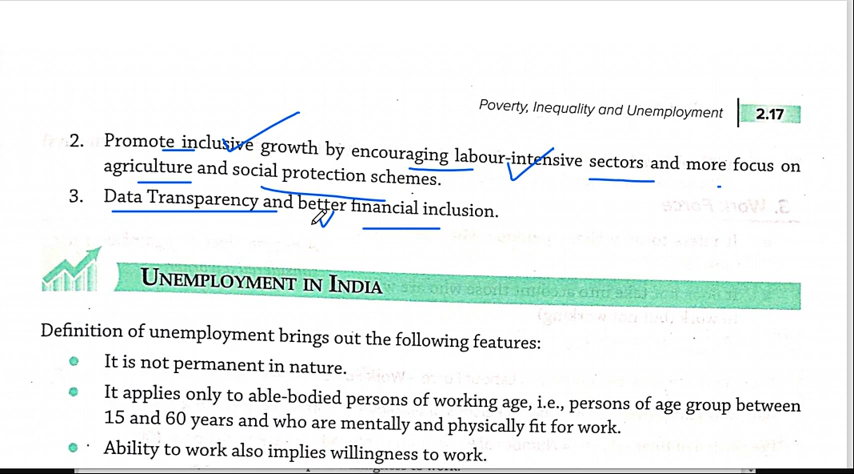 Poverty, Inequality and Unemployment 2.17
2. Promote inclusive growth by encouraging labour-intensive sectors and more focus on
agriculture and social protection schemes.
3. Data Transparency and better financial inclusion.
UNEMPLOYMENT IN INDIA
Definition of unemployment brings out the following features:
It is not permanent in nature.
It applies only to able-bodied persons of working age, i.e., persons of age group between
15 and 60 years and who are mentally and physically fit for work.
Ability to work also implies willingness to work.